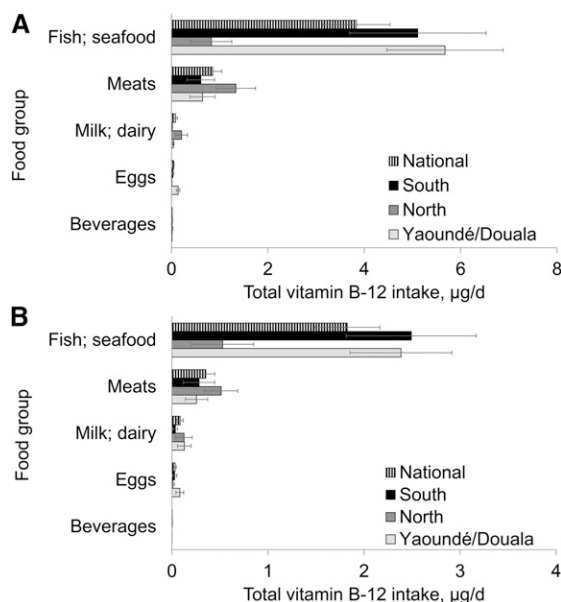 A
Food group
Fish; seafood
Meats
Milk; dairy
Eggs
Beverages
National
South
North
Yaoundé/Douala
0 2 4 6 8
Total vitamin B-12 intake, μg/d
B
Food group
Fish; seafood
Meats
Milk; dairy
Eggs
Beverages
National
South
North
Yaoundé/Douala
0 1 2 3 4
Total vitamin B-12 intake, μg/d